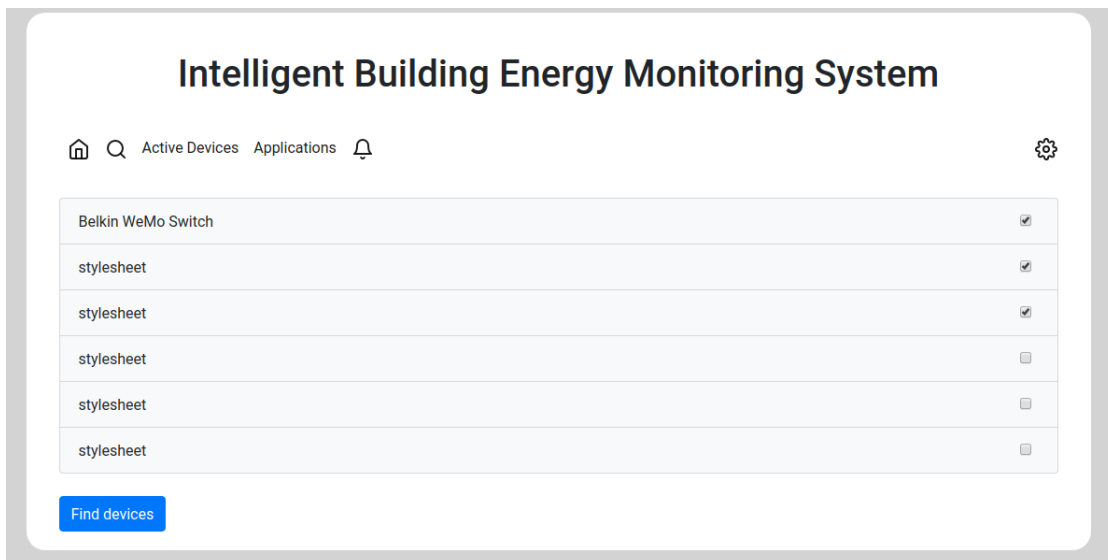 Intelligent Building Energy Monitoring System
Active Devices Applications
Belkin WeMo Switch
stylesheet
stylesheet
stylesheet
stylesheet
stylesheet
Find devices